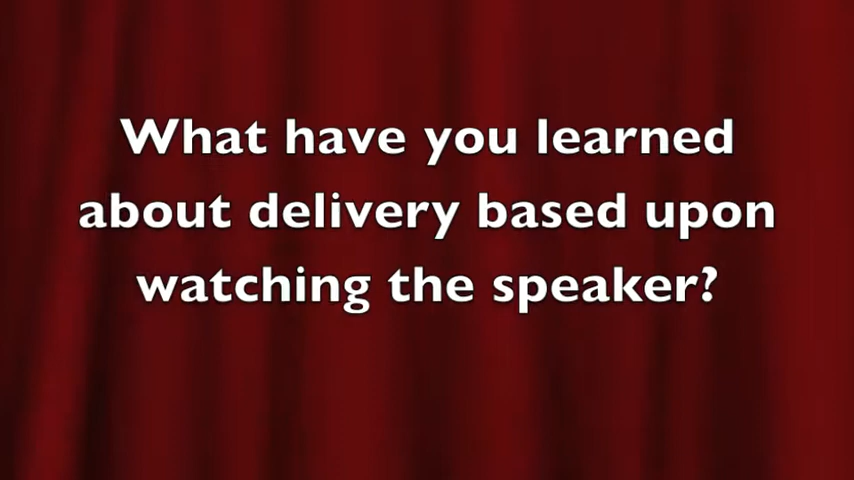 What have you learned
about delivery based upon
watching the speaker?